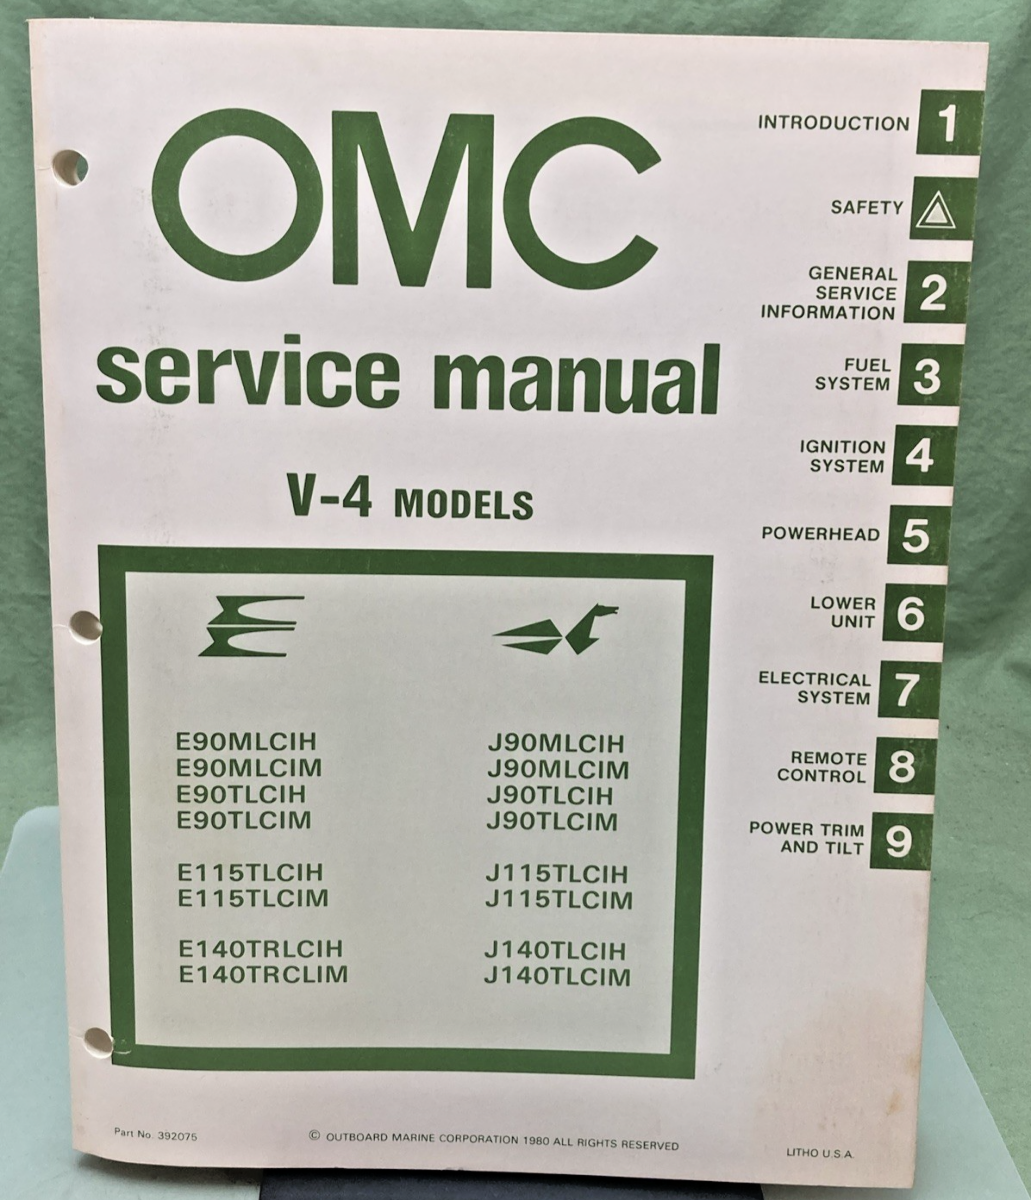 OMC
service manual
V-4 MODELS
E90MLCIH
E90MLCIM
E90TLCIH
E90TLCIM
E115TLCIH
E115TLCIM
E140TRLCIH
E140TRCLIM
J90MLCIH
J90MLCIM
J90TLCIH
J90TLCIM
J115TLCIH
J115TLCIM
J140TLCIH
J140TLCIM
INTRODUCTION 1
SAFETY
GENERAL
SERVICE
INFORMATION 2
FUEL
SYSTEM 3
IGNITION
SYSTEM 4
POWERHEAD 5
LOWER
UNIT 6
ELECTRICAL
SYSTEM 7
REMOTE
CONTROL 8
POWER TRIM
AND TILT 9
Part No. 392075
© OUTBOARD MARINE CORPORATION 1980 ALL RIGHTS RESERVED
LITHO U.S.A.